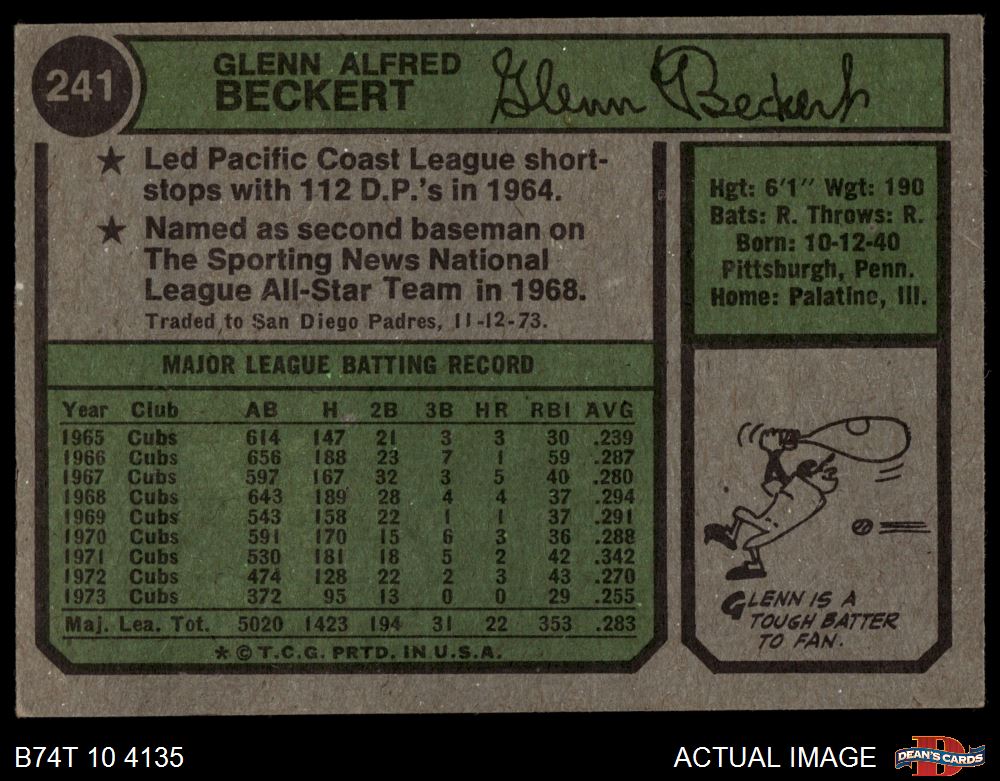 241
GLENN ALFRED
BECKERT
Glenn Beckert
★ Led Pacific Coast League short-
stops with 112 D.P.'s in 1964.
★ Named as second baseman on
The Sporting News National
League All-Star Team in 1968.
Traded to San Diego Padres, 11-12-73.
Hgt: 6'1" Wgt: 190
Bats: R. Throws: R.
Born: 10-12-40
Pittsburgh, Penn.
Home: Palatine, Ill.
MAJOR LEAGUE BATTING RECORD
Year Club AB H 2B 3B HR RBI AVG
1965 Cubs 614 147 21 3 3 30 .239
1966 Cubs 656 188 23 7 1 59 .287
1967 Cubs 597 167 32 3 5 40 .280
1968 Cubs 643 189 28 4 4 37 .294
1969 Cubs 543 158 22 1 1 37 .291
1970 Cubs 591 170 15 6 3 36 .288
1971 Cubs 530 181 18 5 2 42 .342
1972 Cubs 474 128 22 2 3 43 .270
1973 Cubs 372 95 13 0 0 29 .255
Maj. Lea. Tot. 5020 1423 194 31 22 353 .283
★ © T.C.G. PRTD. IN U.S.A.
GLENN IS A
TOUGH BATTER
TO FAN.
B74T 10 4135
ACTUAL IMAGE
D
DEAN'S CARDS